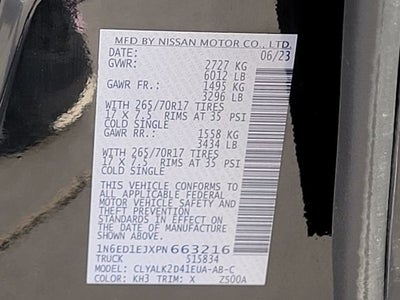 MFD BY NISSAN MOTOR CO., LTD.
DATE: 06/23
GVWR: 2727 KG
6012 LB
GAWR FR.: 1495 KG
3296 LB
WITH 265/70R17 TIRES
17 X 7.5 RIMS AT 35 PSI
COLD SINGLE
GAWR RR.: 1558 KG
3434 LB
WITH 265/70R17 TIRES
17 X 7.5 RIMS AT 35 PSI
COLD SINGLE
THIS VEHICLE CONFORMS TO
ALL APPLICABLE FEDERAL
MOTOR VEHICLE SAFETY AND
STANDARDS IN EFFECT ON
THE DATE OF MANUFACTURE
SHOWN ABOVE.
1N6ED1EJXPN663216
S15834
MODEL: CLYALK2D41EUA-AB-C
COLOR: KH3 TRIM: X ZS00A